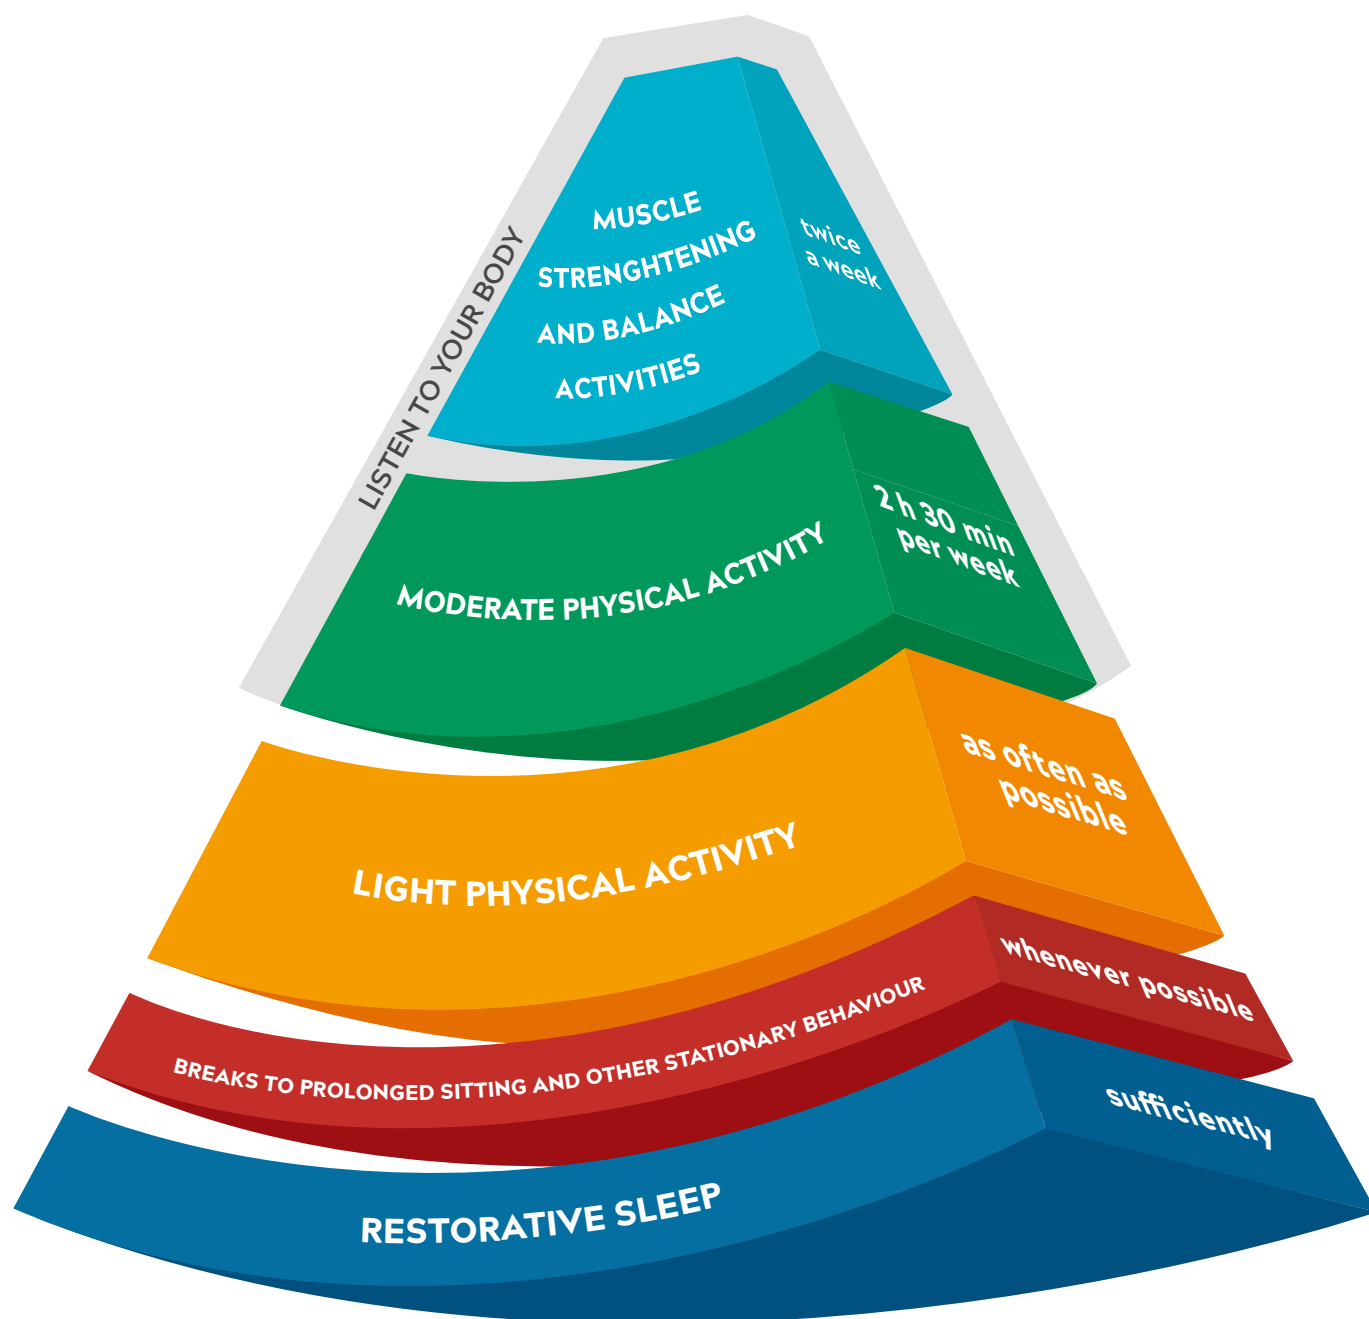 LISTEN TO YOUR BODY
MUSCLE
STRENGHTENING
AND BALANCE
ACTIVITIES
twice
a week
MODERATE PHYSICAL ACTIVITY
2 h 30 min
per week
LIGHT PHYSICAL ACTIVITY
as often as
possible
BREAKS TO PROLONGED SITTING AND OTHER STATIONARY BEHAVIOUR
whenever possible
RESTORATIVE SLEEP
sufficiently